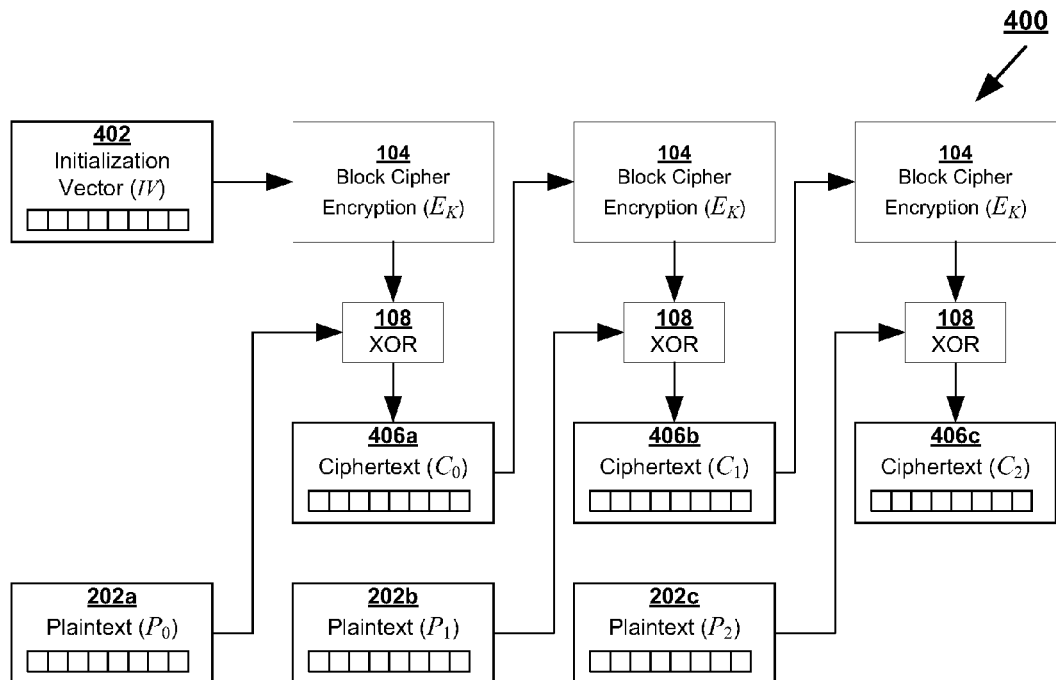 400
402
Initialization
Vector (IV)
104
Block Cipher
Encryption (E_K)
104
Block Cipher
Encryption (E_K)
104
Block Cipher
Encryption (E_K)
108
XOR
108
XOR
108
XOR
406a
Ciphertext (C_0)
406b
Ciphertext (C_1)
406c
Ciphertext (C_2)
202a
Plaintext (P_0)
202b
Plaintext (P_1)
202c
Plaintext (P_2)